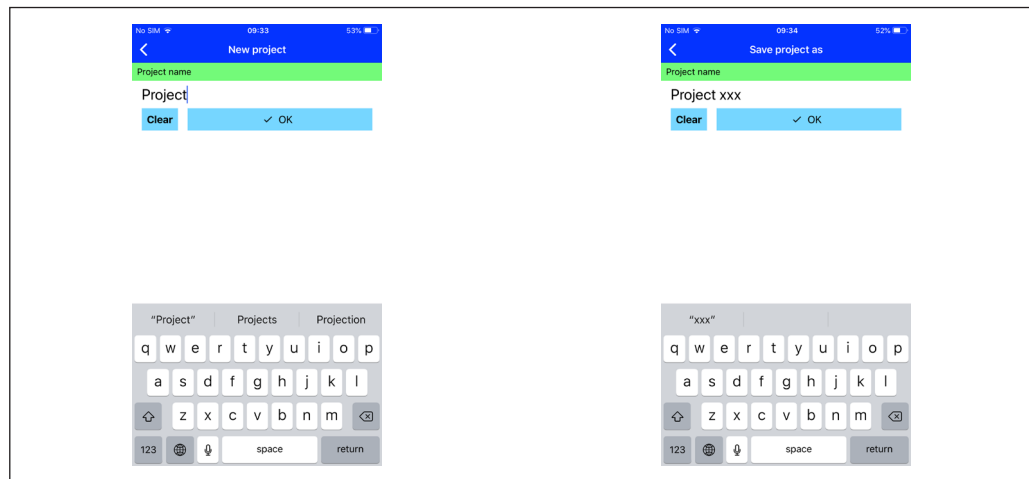 No SIM 09:33 53%
New project
Project name
Project
Clear ✓ OK
"Project" Projects Projection
q w e r t y u i o p
a s d f g h j k l
z x c v b n m
123 space return
No SIM 09:34 52%
Save project as
Project name
Project xxx
Clear ✓ OK
"xxx"
q w e r t y u i o p
a s d f g h j k l
z x c v b n m
123 space return